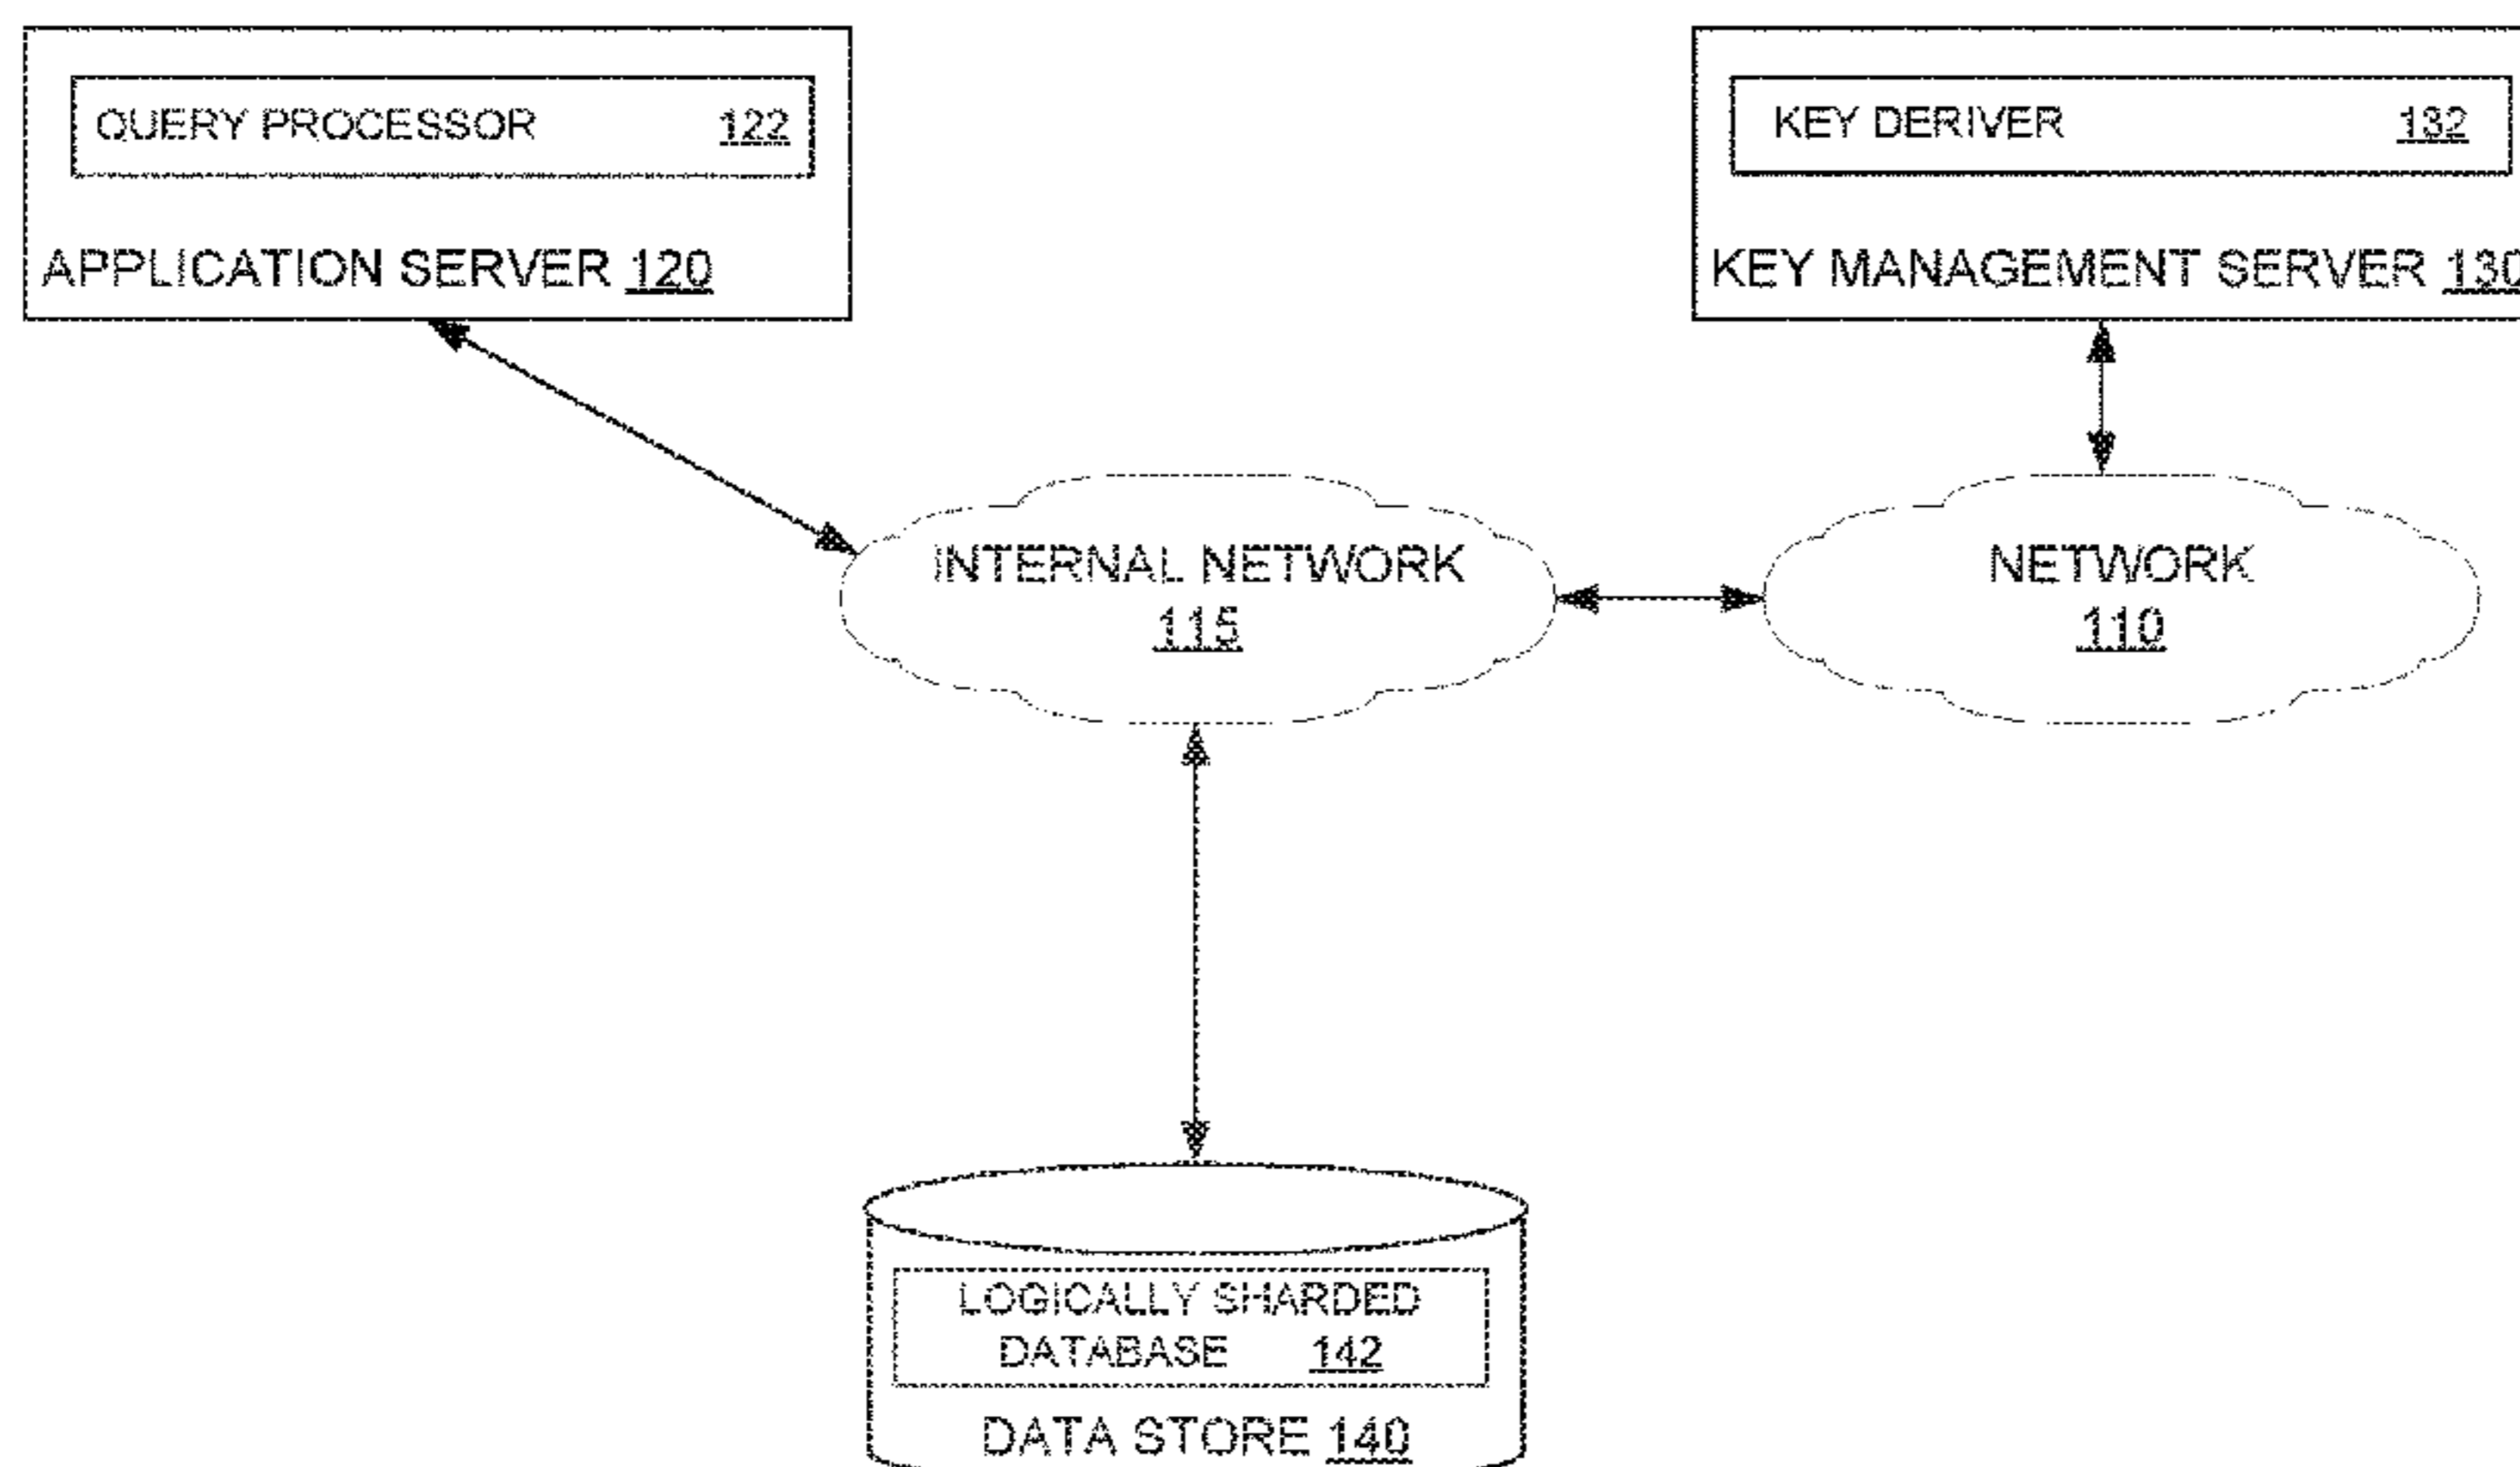 QUERY PROCESSOR 122
APPLICATION SERVER 120
KEY DERIVER 132
KEY MANAGEMENT SERVER 130
INTERNAL NETWORK
115
NETWORK
110
LOGICALLY SHARDED
DATABASE 142
DATA STORE 140